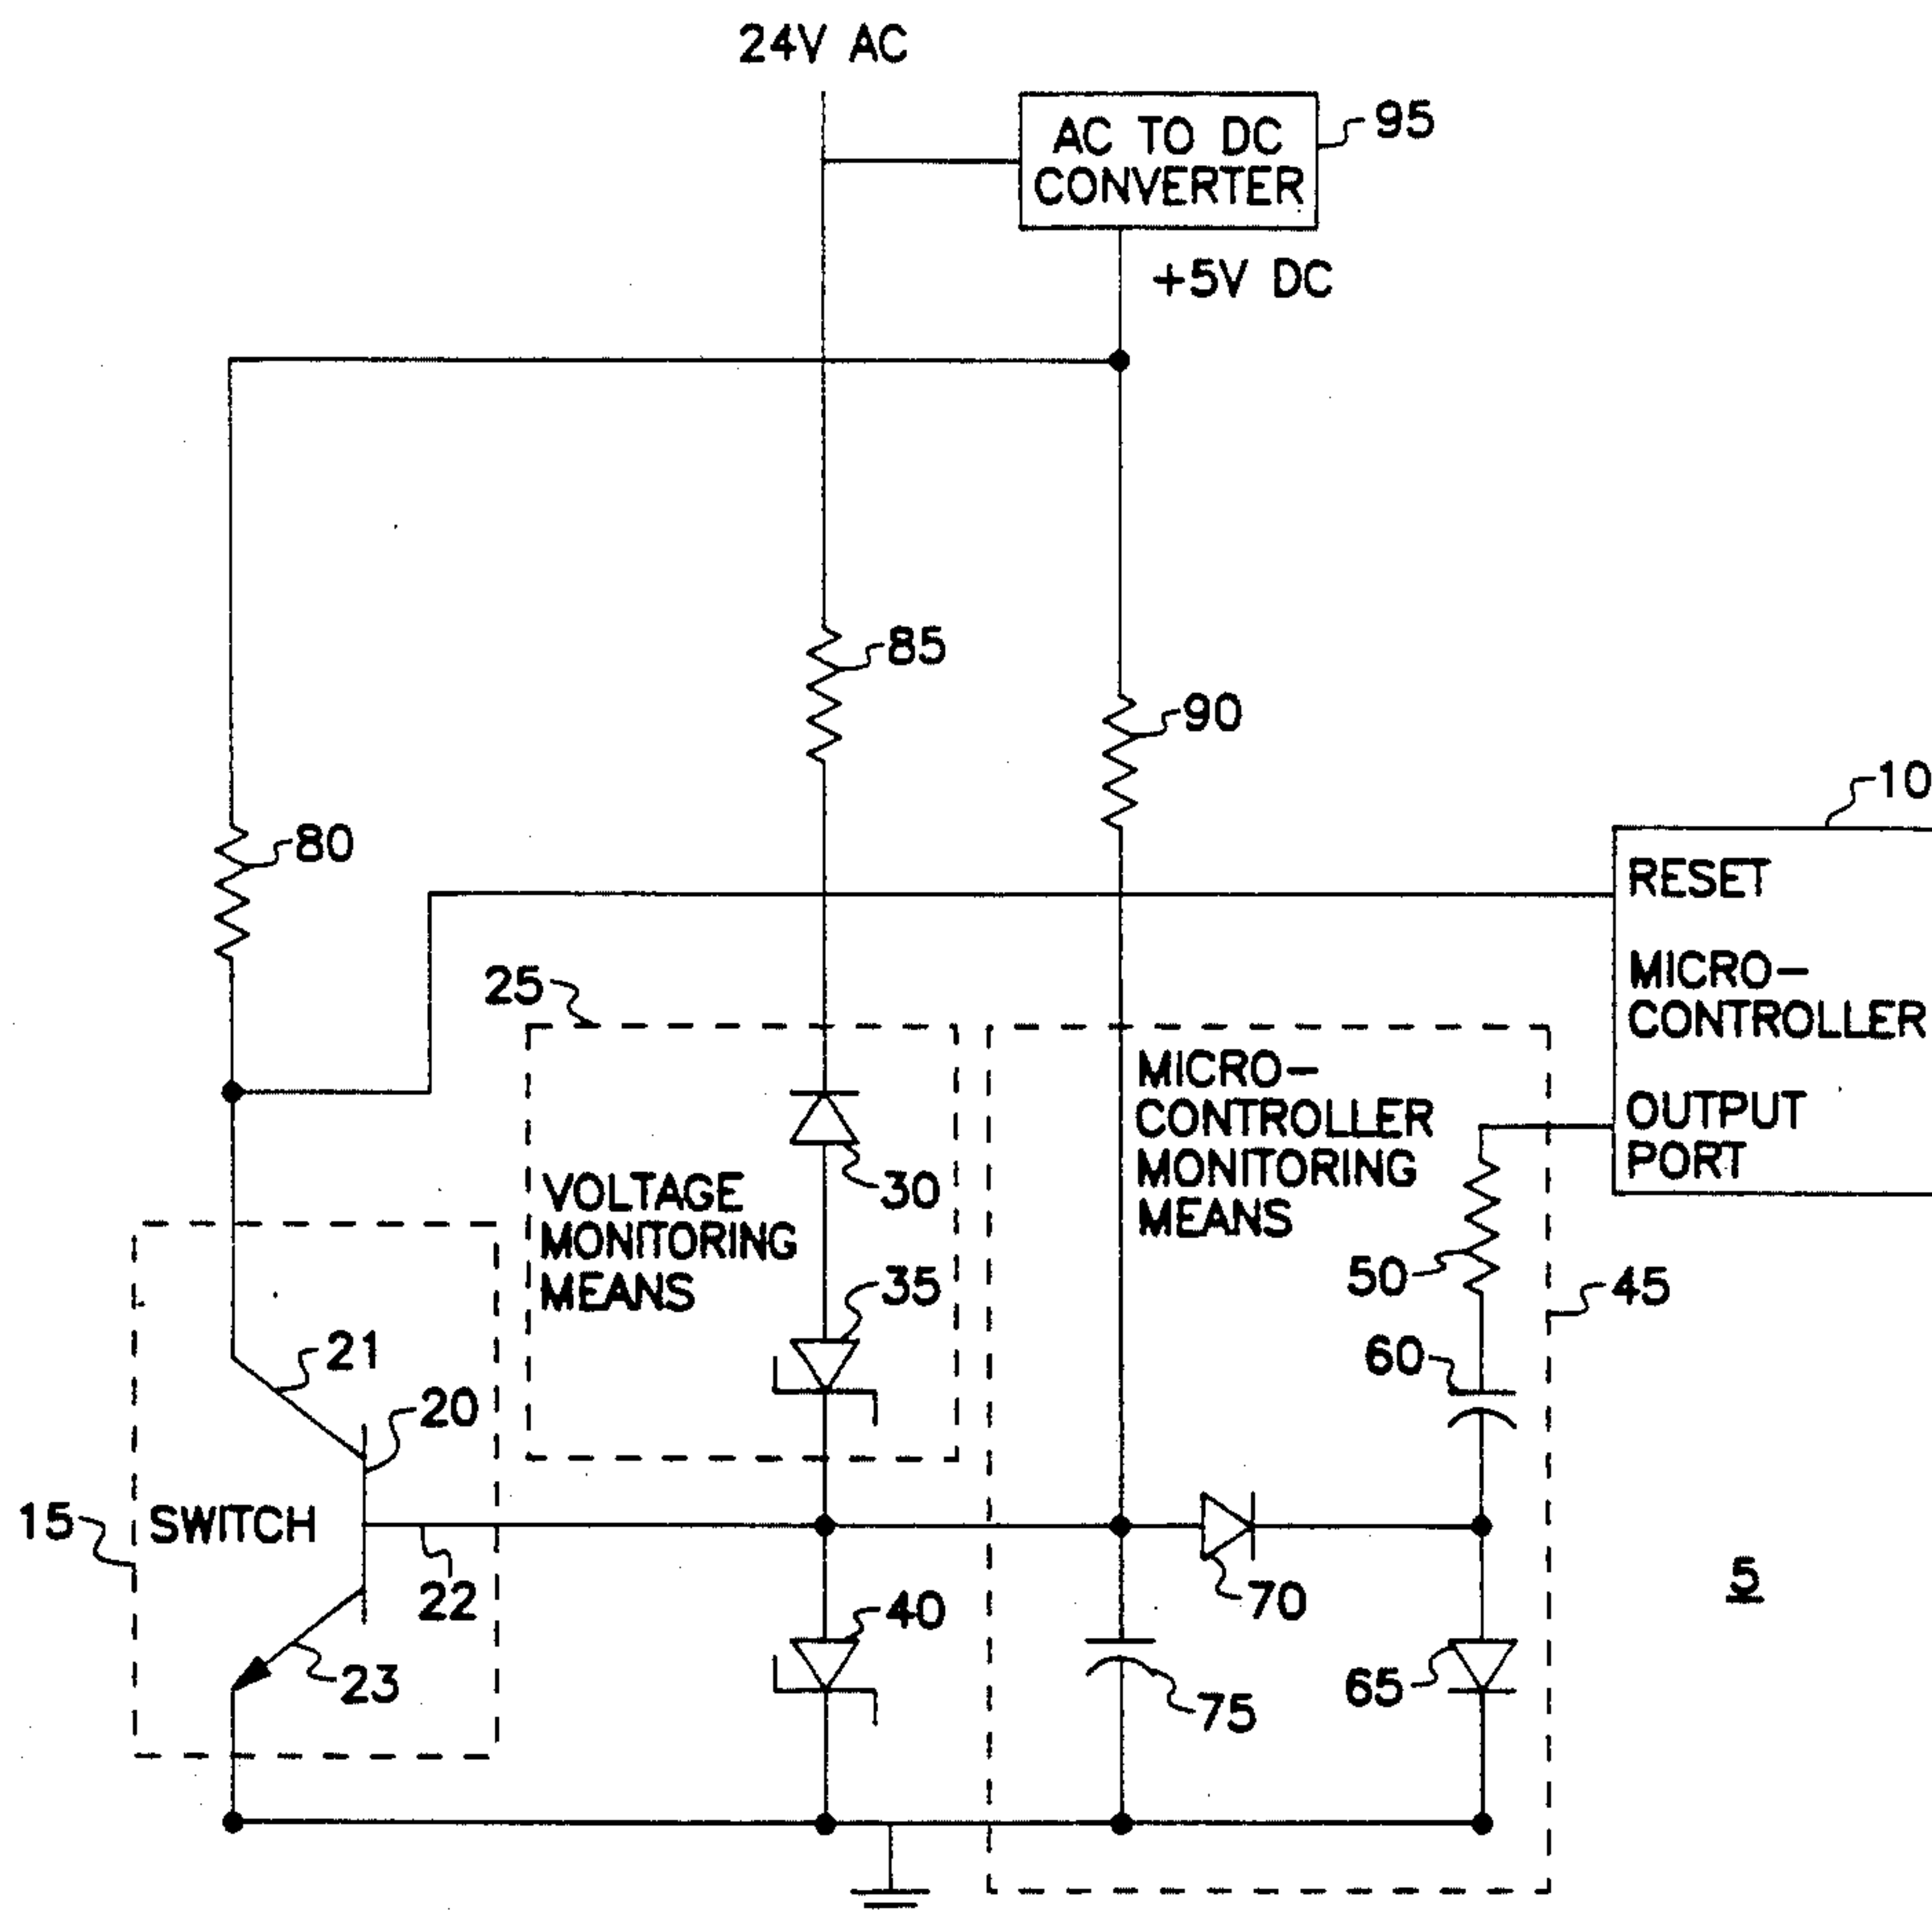 24V AC
AC TO DC
CONVERTER
95
+5V DC
85
90
10
80
RESET
25
MICRO-
CONTROLLER
MICRO-
CONTROLLER
MONITORING
MEANS
OUTPUT
PORT
30
VOLTAGE
MONITORING
MEANS
35
50
45
21
60
20
15
SWITCH
22
70
5
40
23
75
65